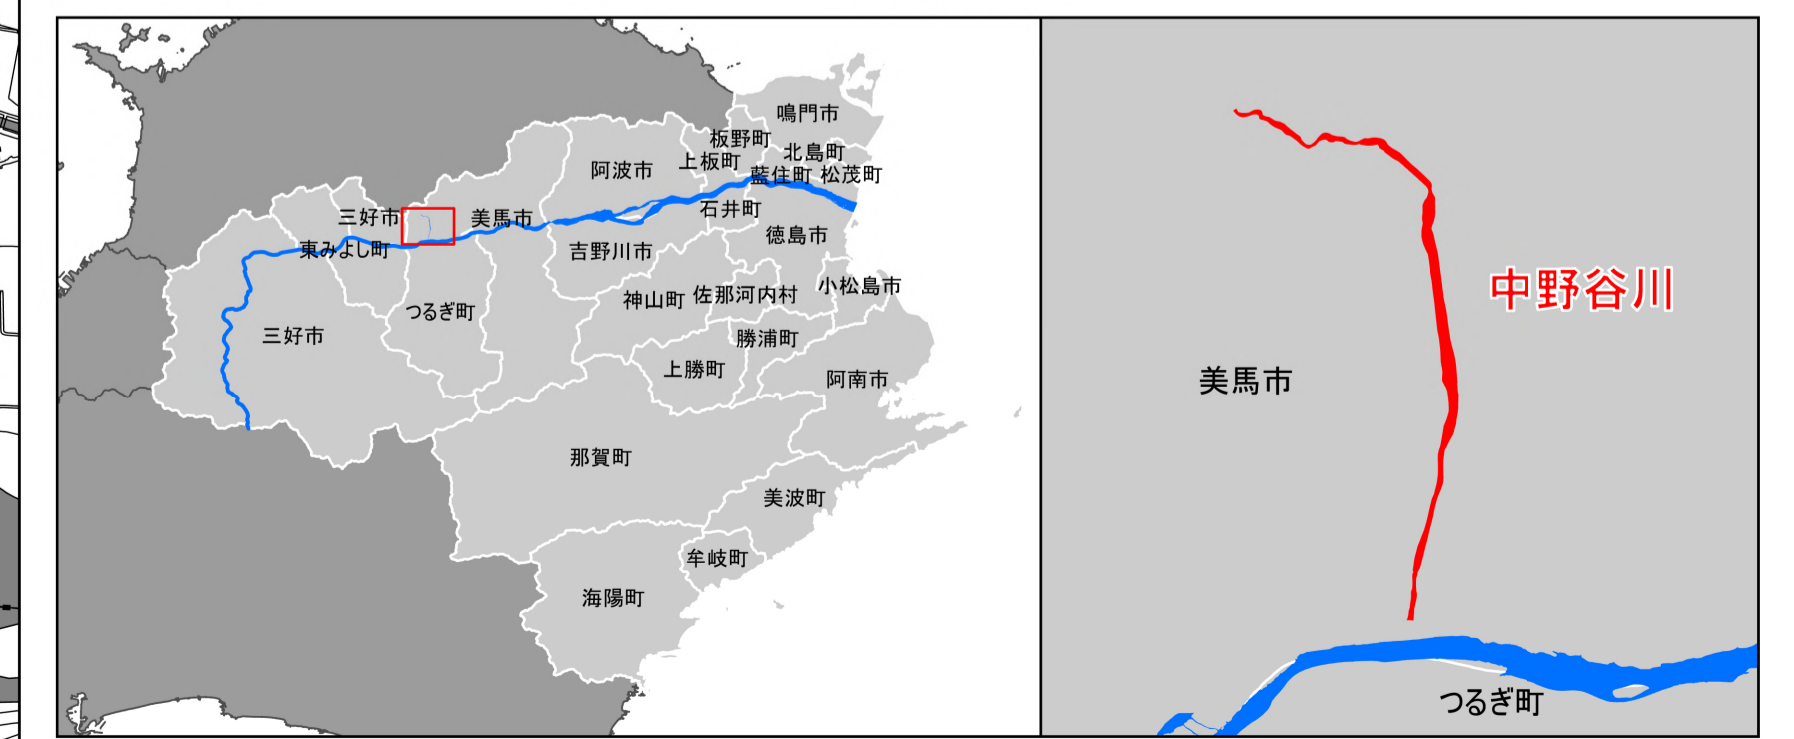 鳴門市
板野町
北島町
上板町
阿波市
藍住町
松茂町
石井町
三好市
美馬市
徳島市
東みよし町
吉野川市
小松島市
神山町
佐那河内村
つるぎ町
三好市
勝浦町
上勝町
阿南市
那賀町
美波町
牟岐町
海陽町
中野谷川
美馬市
つるぎ町